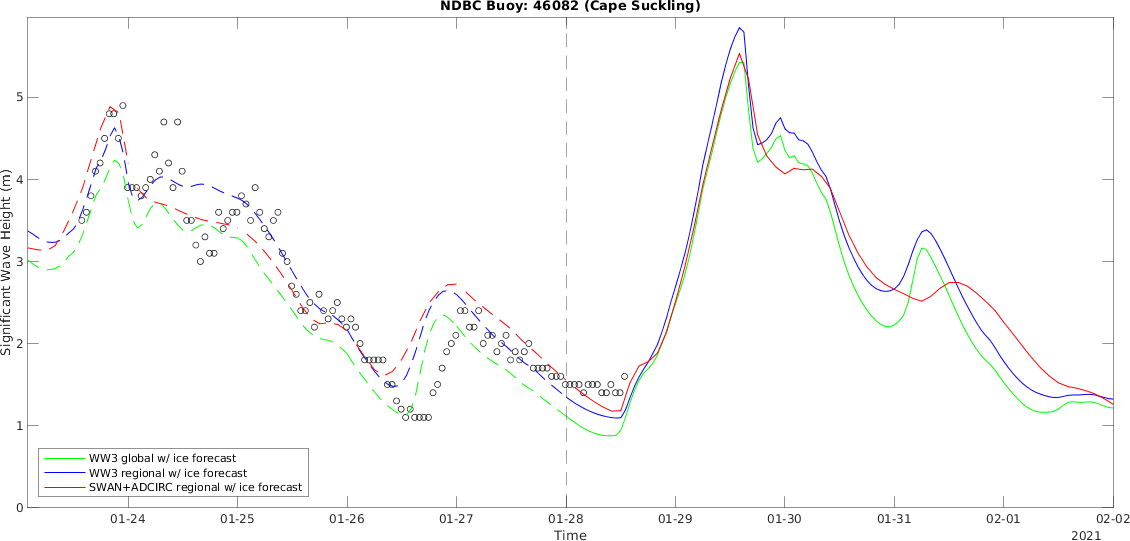 NDBC Buoy: 46082 (Cape Suckling)
Significant Wave Height (m)
5
4
3
2
1
0
WW3 global w/ ice forecast
WW3 regional w/ ice forecast
SWAN+ADCIRC regional w/ ice forecast
01-24 01-25 01-26 01-27 01-28 01-29 01-30 01-31 02-01 02-02
Time
2021